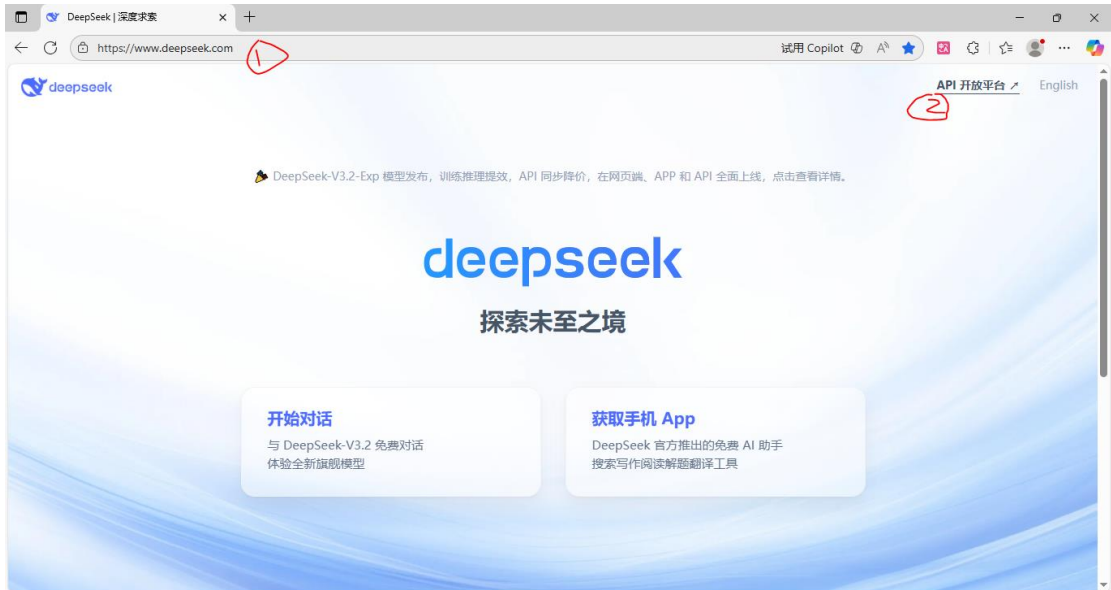 DeepSeek | 深度求索
https://www.deepseek.com
试用 Copilot
1
deepseek
API 开放平台 ↗
English
2
DeepSeek-V3.2-Exp 模型发布，训练推理提效，API 同步降价，在网页端、APP 和 API 全面上线，点击查看详情。
deepseek
探索未至之境
开始对话
与 DeepSeek-V3.2 免费对话
体验全新旗舰模型
获取手机 App
DeepSeek 官方推出的免费 AI 助手
搜索写作阅读解题翻译工具